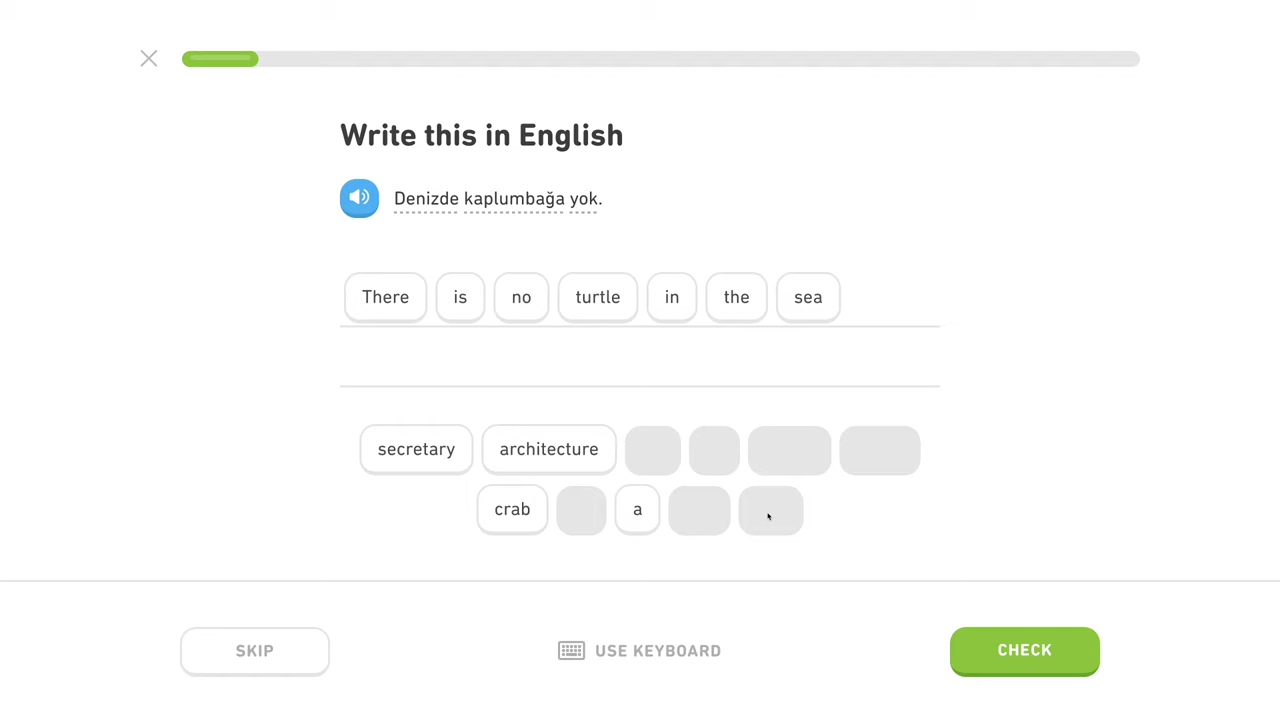 Write this in English
Denizde kaplumbağa yok.
There is no turtle in the sea
secretary architecture
crab a
SKIP USE KEYBOARD CHECK